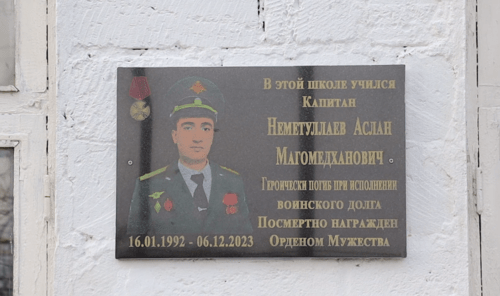 В этой школе учился
Капитан
Неметуллаев Аслан
Магомедханович
Героически погиб при исполнении
воинского долга
Посмертно награжден
Орденом Мужества
16.01.1992 - 06.12.2023